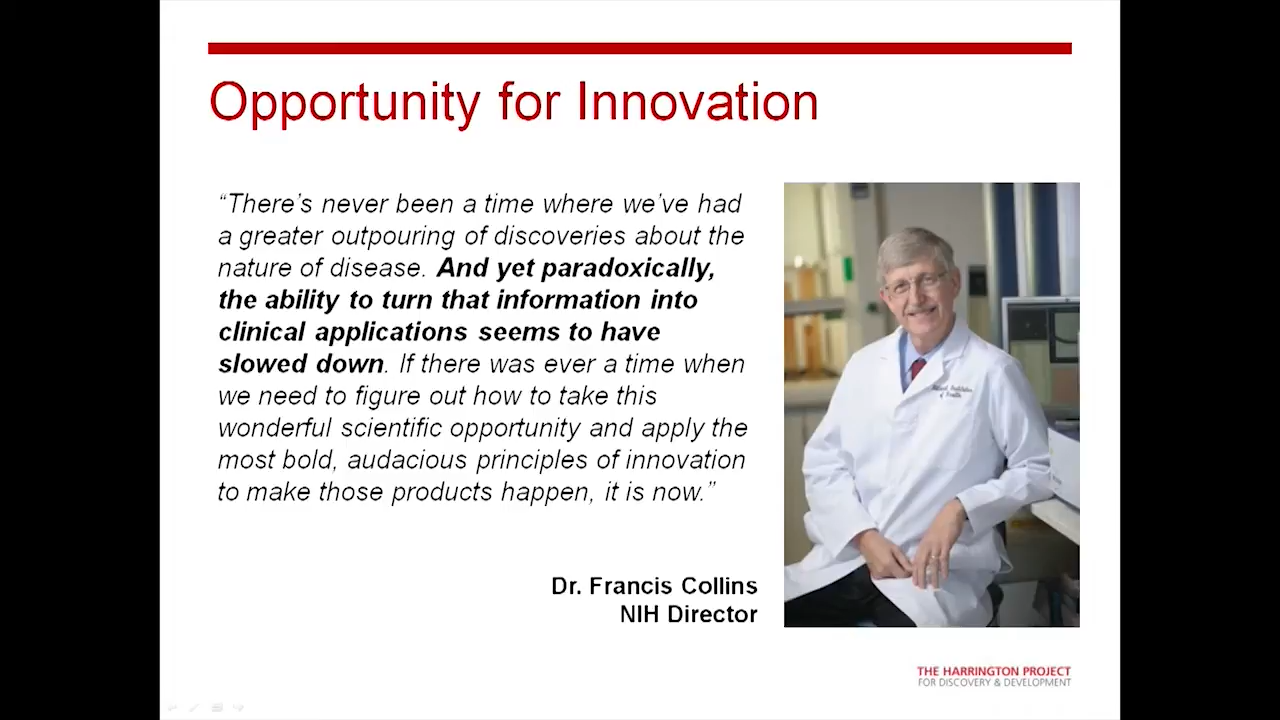 Opportunity for Innovation
“There’s never been a time where we’ve had
a greater outpouring of discoveries about the
nature of disease. And yet paradoxically,
the ability to turn that information into
clinical applications seems to have
slowed down. If there was ever a time when
we need to figure out how to take this
wonderful scientific opportunity and apply the
most bold, audacious principles of innovation
to make those products happen, it is now.”
Dr. Francis Collins
NIH Director
National Institutes
of Health
THE HARRINGTON PROJECT
FOR DISCOVERY & DEVELOPMENT